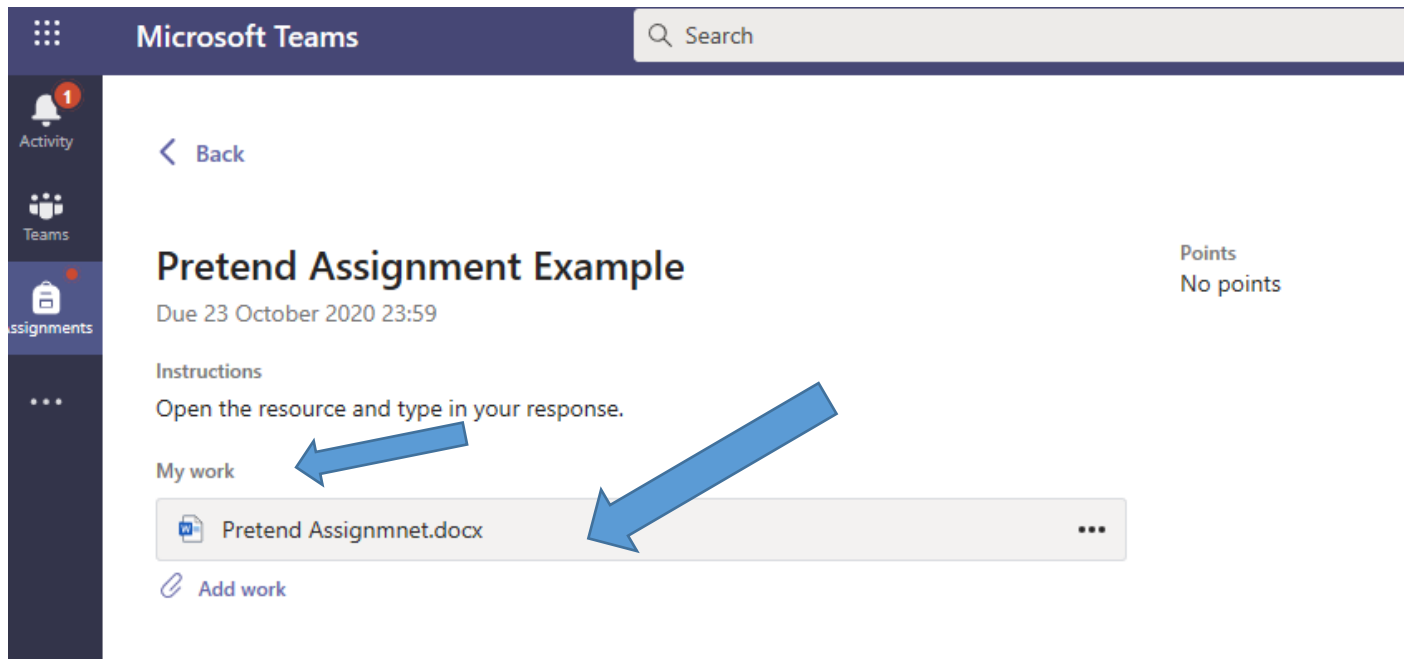 Microsoft Teams
Search
1
Activity
Back
Teams
Pretend Assignment Example
Points
No points
Due 23 October 2020 23:59
ssignments
Instructions
Open the resource and type in your response.
My work
Pretend Assignmnet.docx
Add work